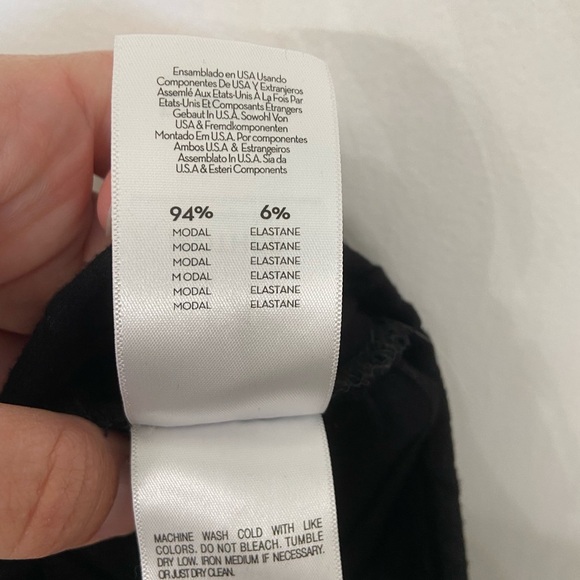 Ensamblado en USA Usando
Componentes De USA Y Extranjeros
Assemlé Aux Etats-Unis A La Fois Par
Etats-Unis Et Composants Etrangers
Gebaut In U.S.A. Sowohl Von
USA & Fremdkomponenten
Montado Em U.S.A. Por componentes
Ambos U.S.A & Estrangeiros
Assemblato In U.S.A. Sia da
U.S.A & Esteri Components
94% 6%
MODAL ELASTANE
MODAL ELASTANE
MODAL ELASTANE
MODAL ELASTANE
MODAL ELASTANE
MODAL ELASTANE
MACHINE WASH COLD WITH LIKE
COLORS. DO NOT BLEACH. TUMBLE
DRY LOW. IRON MEDIUM IF NECESSARY.
OR JUST DRY CLEAN.